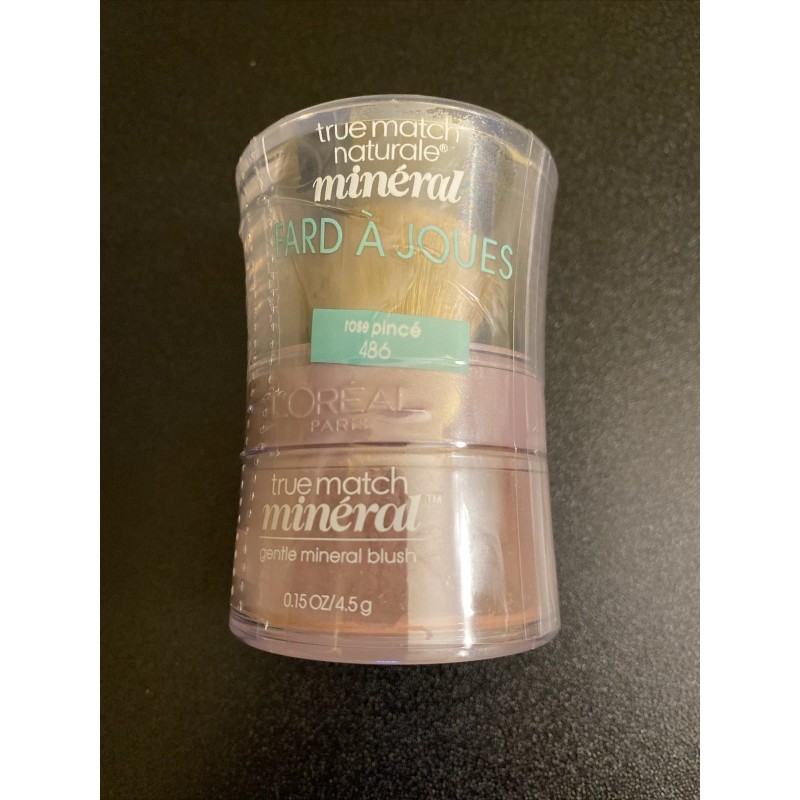 true match
naturale®
minéral
FARD À JOUES
rose pincé
486
L'ORÉAL
PARIS
true match
minéral™
gentle mineral blush
0.15 OZ/4.5 g